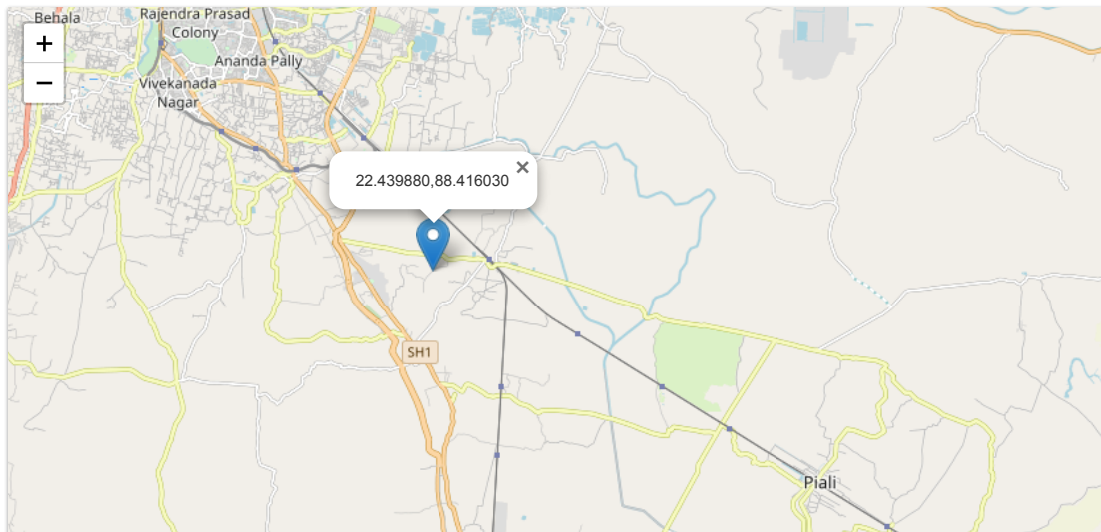 Behala
Rajendra Prasad
Colony
+
Ananda Pally
−
Vivekanada
Nagar
×
22.439880,88.416030
SH1
Piali